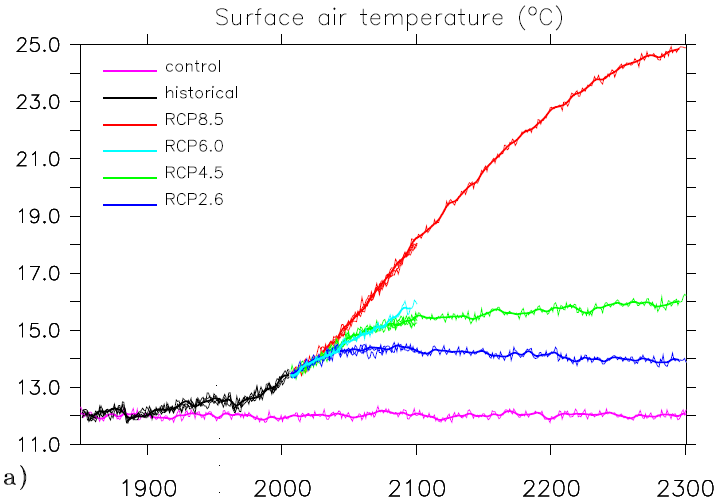 Surface air temperature (°C)
25.0
23.0
21.0
19.0
17.0
15.0
13.0
11.0
control
historical
RCP8.5
RCP6.0
RCP4.5
RCP2.6
a)
1900 2000 2100 2200 2300